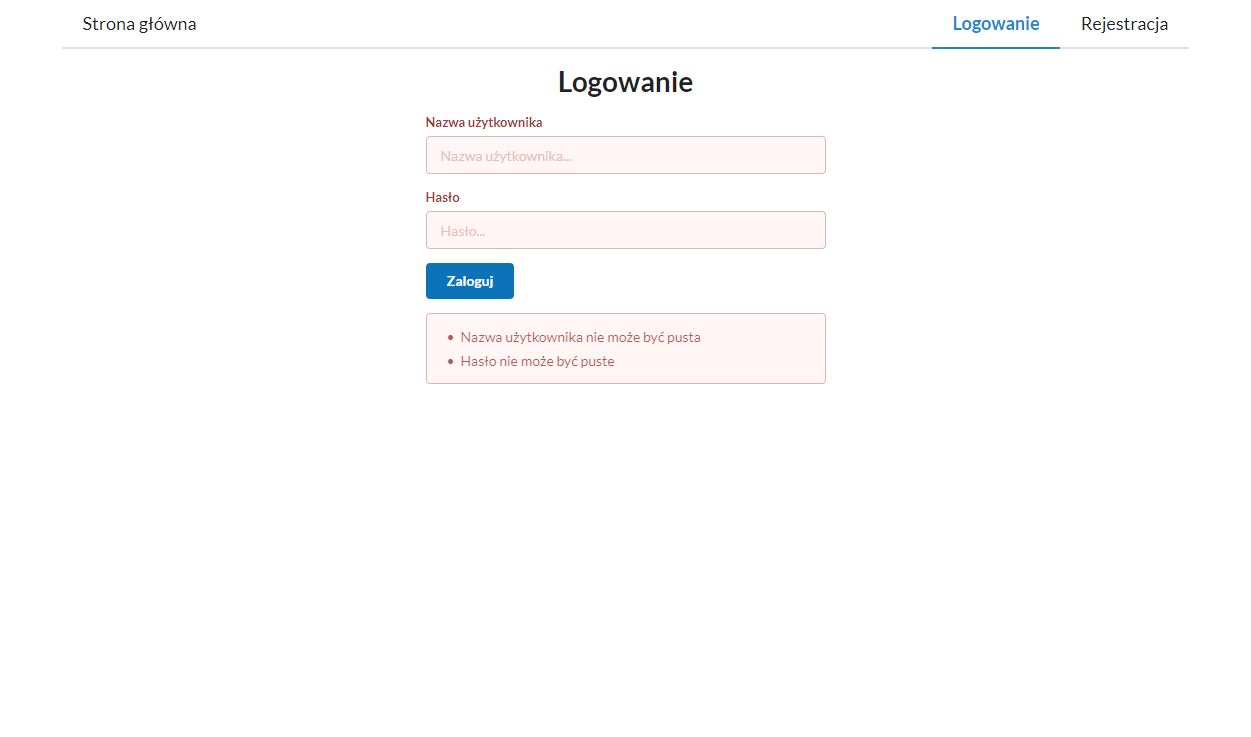 Strona główna Logowanie Rejestracja
Logowanie
Nazwa użytkownika
Nazwa użytkownika...
Hasło
Hasło...
Zaloguj
• Nazwa użytkownika nie może być pusta
• Hasło nie może być puste